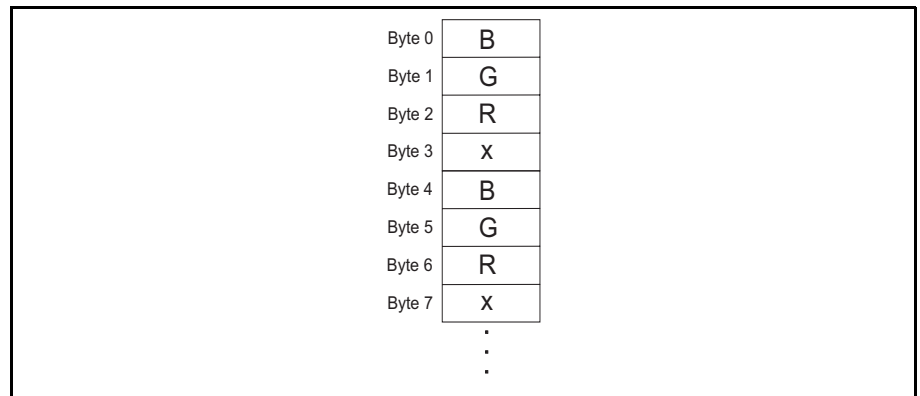 Byte 0 B
Byte 1 G
Byte 2 R
Byte 3 x
Byte 4 B
Byte 5 G
Byte 6 R
Byte 7 x